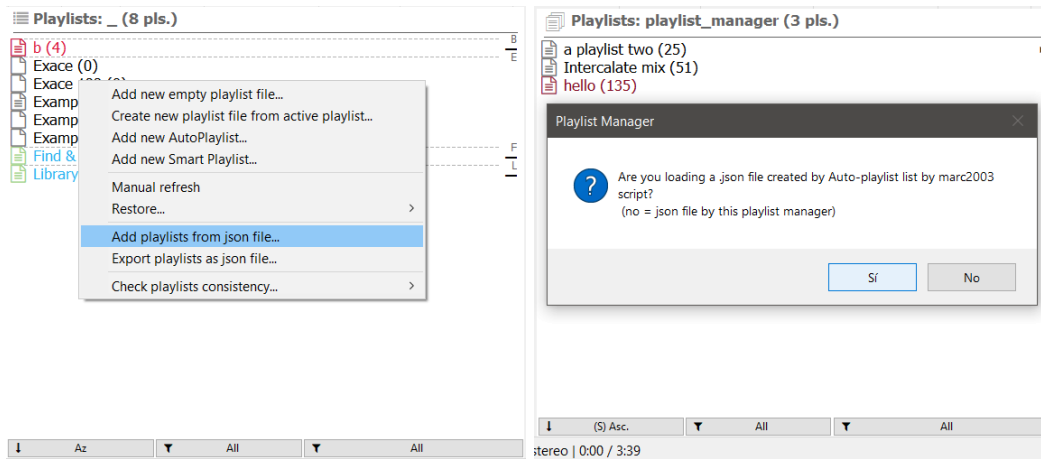 Playlists: _ (8 pls.)
b (4)
Exace (0)
Exace
Examp
Examp
Examp
Find &
Library
B
E
F
L
Add new empty playlist file...
Create new playlist file from active playlist...
Add new AutoPlaylist...
Add new Smart Playlist...
Manual refresh
Restore...
Add playlists from json file...
Export playlists as json file...
Check playlists consistency...
Az
All
All
Playlists: playlist_manager (3 pls.)
a playlist two (25)
Intercalate mix (51)
hello (135)
Playlist Manager
Are you loading a .json file created by Auto-playlist list by marc2003
script?
(no = json file by this playlist manager)
Sí
No
(S) Asc.
All
All
stereo | 0:00 / 3:39